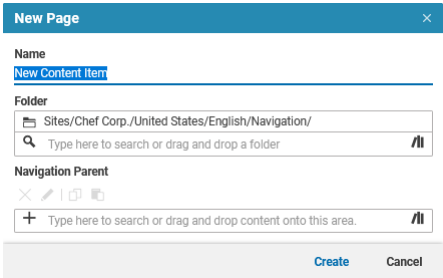 New Page
Name
New Content Item
Folder
Sites/Chef Corp./United States/English/Navigation/
Type here to search or drag and drop a folder
Navigation Parent
Type here to search or drag and drop content onto this area.
Create Cancel